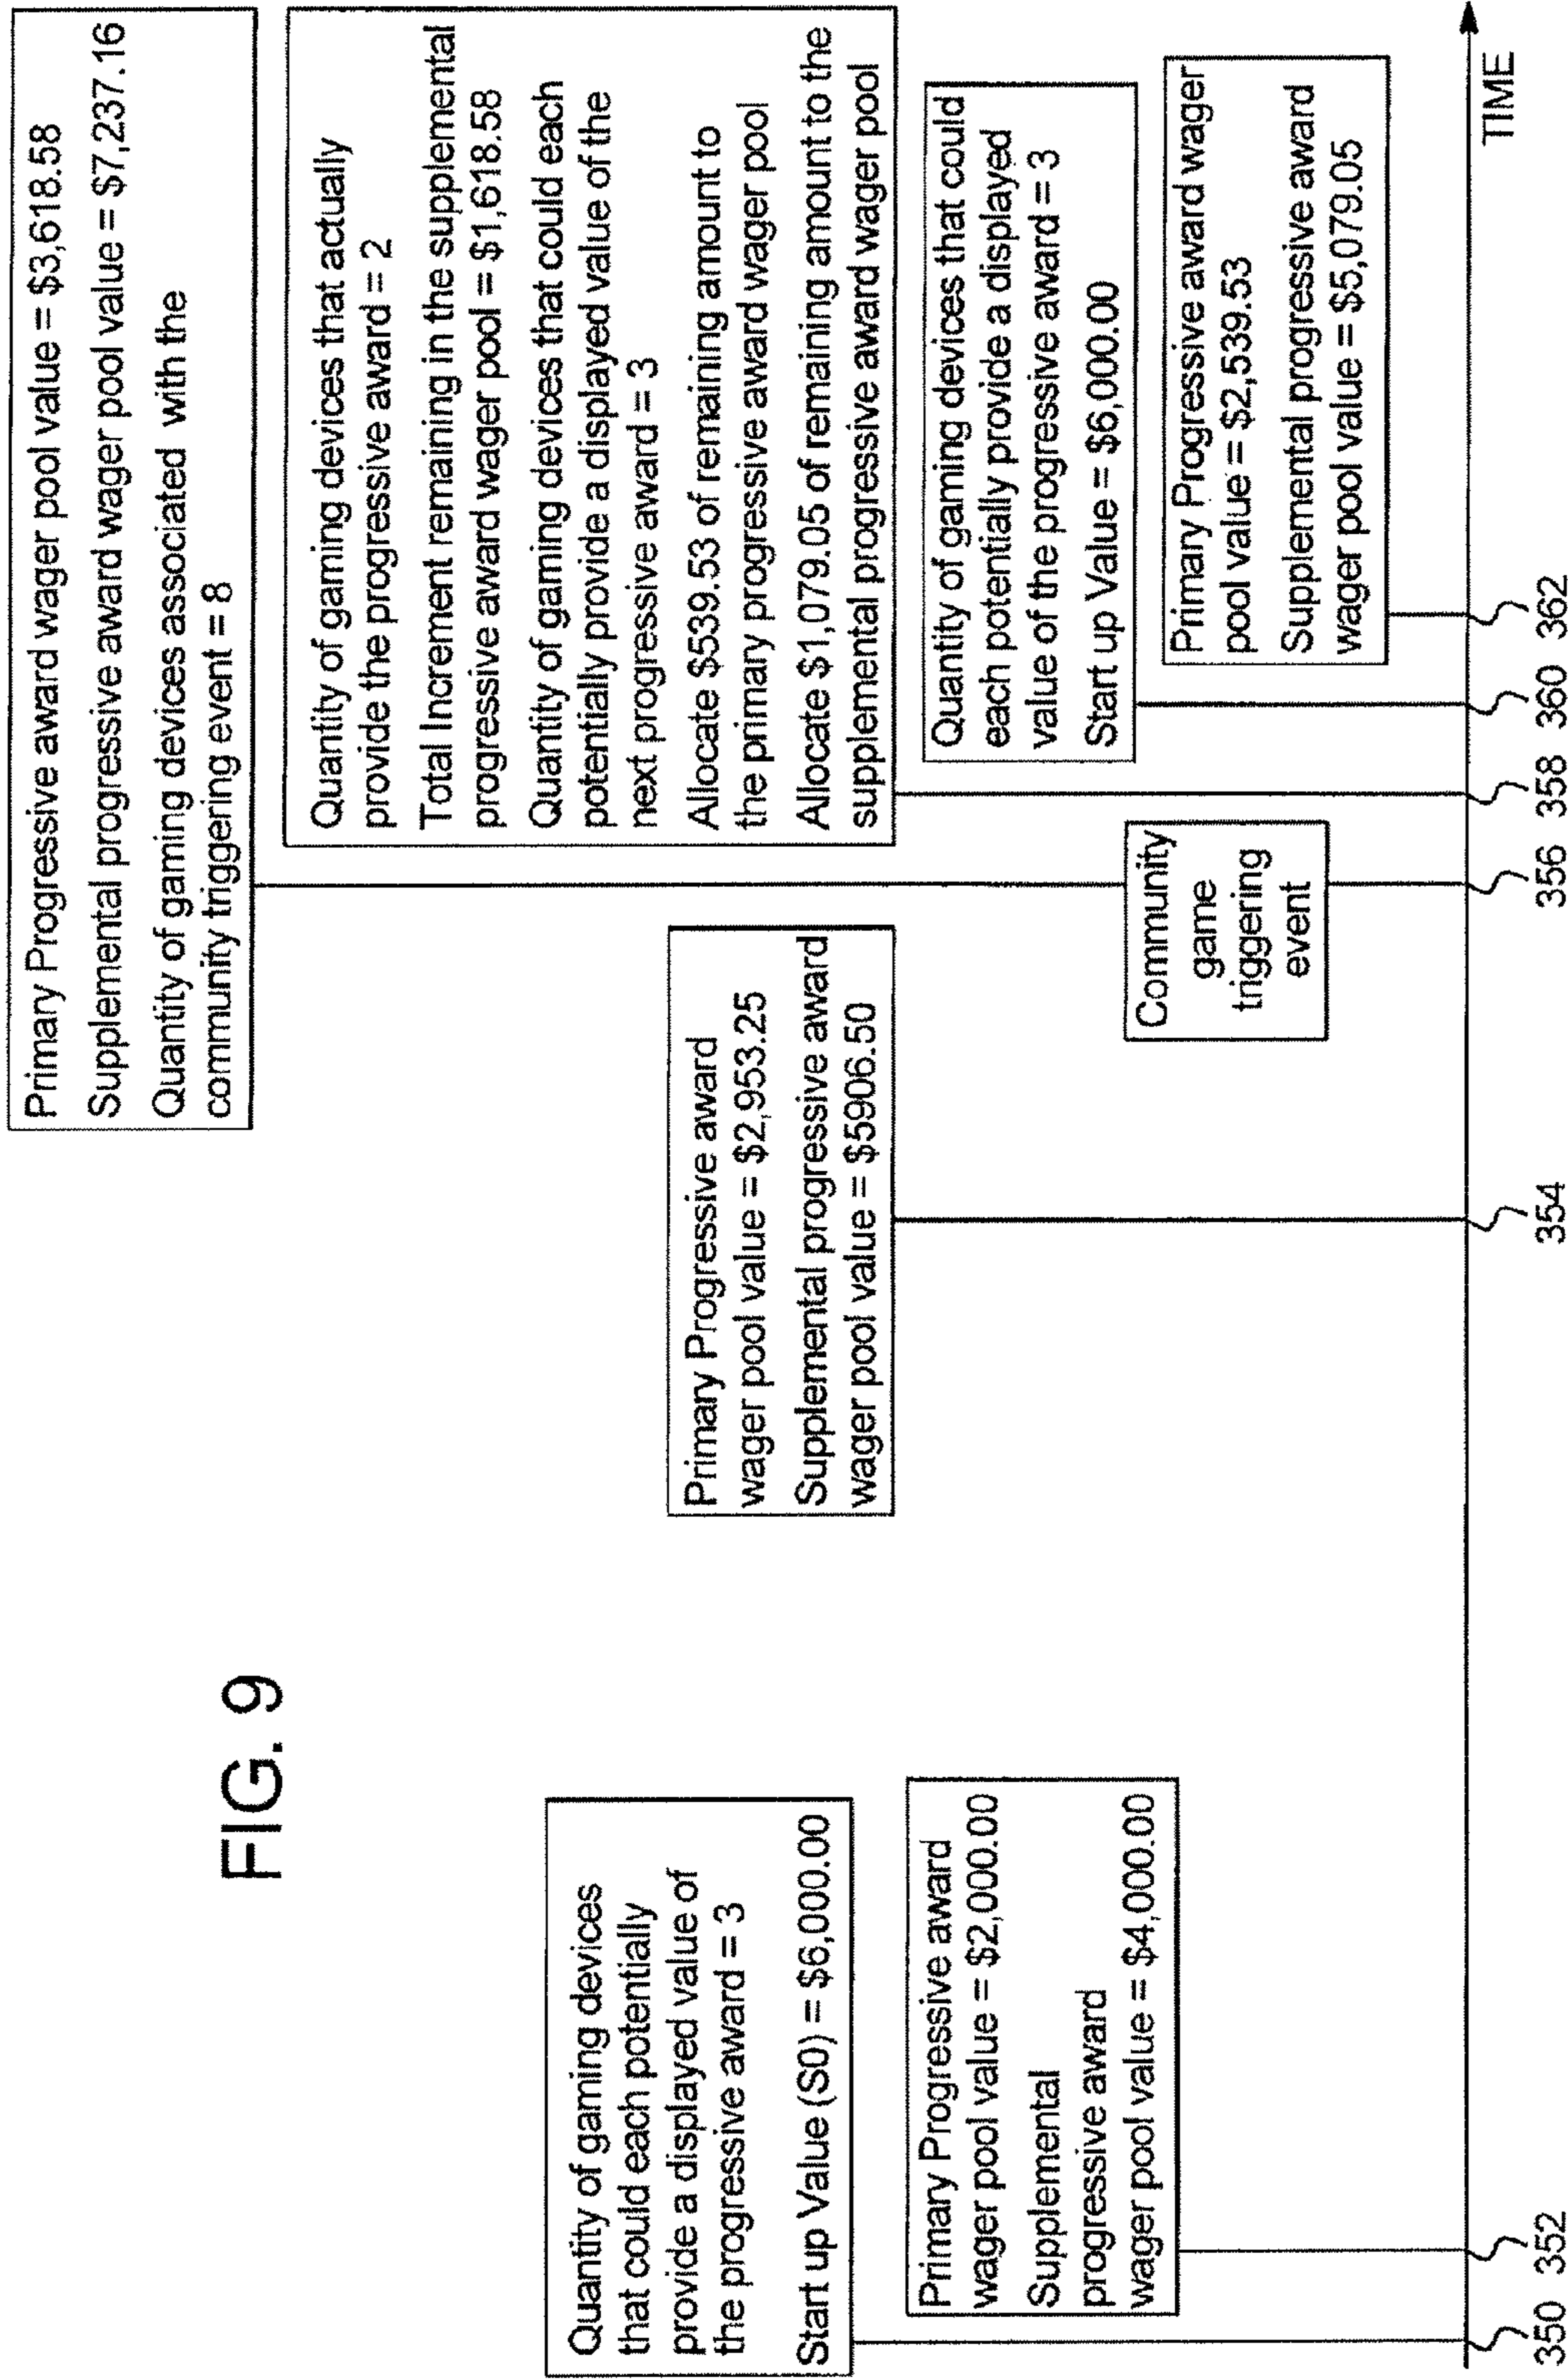 FIG. 9
Quantity of gaming devices
that could each potentially
provide a displayed value of
the progressive award = 3
Start up Value (S0) = $6,000.00
Primary Progressive award
wager pool value = $2,000.00
Supplemental
progressive award
wager pool value = $4,000.00
Primary Progressive award
wager pool value = $2,953.25
Supplemental progressive award
wager pool value = $5906.50
Primary Progressive award wager pool value = $3,618.58
Supplemental progressive award wager pool value = $7,237.16
Quantity of gaming devices associated with the
community triggering event = 8
Community
game
triggering
event
Quantity of gaming devices that actually
provide the progressive award = 2
Total Increment remaining in the supplemental
progressive award wager pool = $1,618.58
Quantity of gaming devices that could each
potentially provide a displayed value of the
next progressive award = 3
Allocate $539.53 of remaining amount to
the primary progressive award wager pool
Allocate $1,079.05 of remaining amount to the
supplemental progressive award wager pool
Quantity of gaming devices that could
each potentially provide a displayed
value of the progressive award = 3
Start up Value = $6,000.00
Primary Progressive award wager
pool value = $2,539.53
Supplemental progressive award
wager pool value = $5,079.05
TIME
350 352 354 356 358 360 362